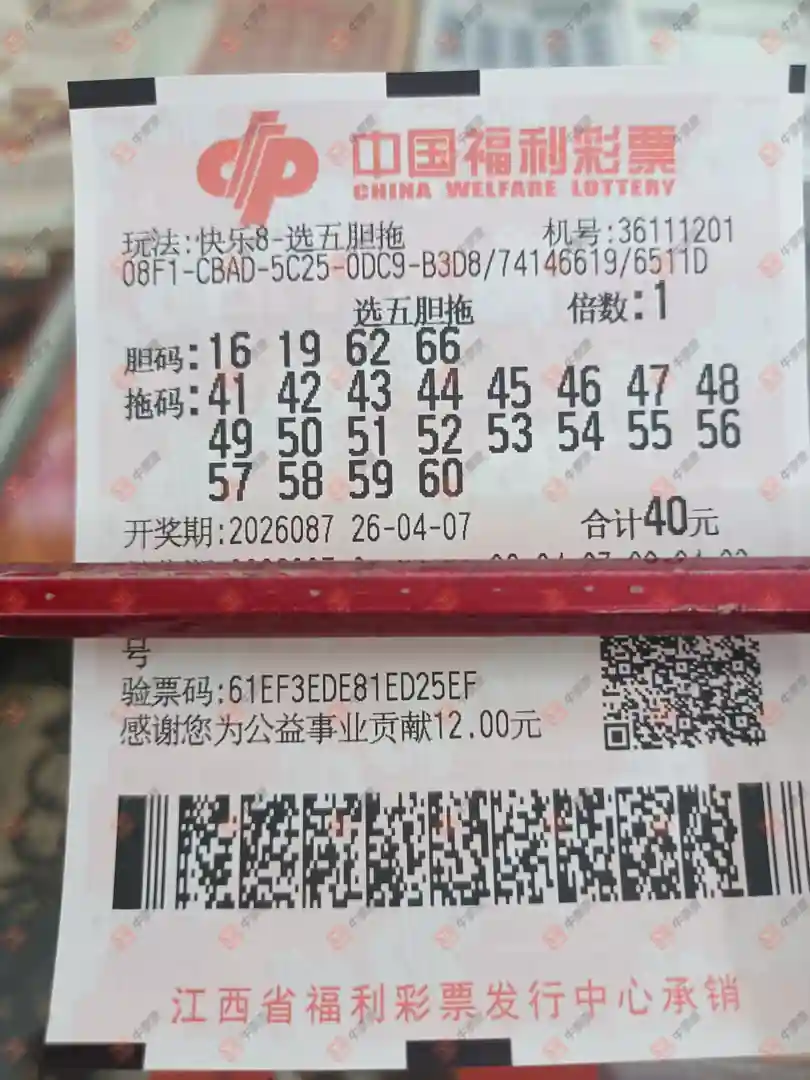 中国福利彩票
CHINA WELFARE LOTTERY
玩法:快乐8-选五胆拖 机号:36111201
08F1-CBAD-5C25-0DC9-B3D8/74146619/6511D
选五胆拖 倍数:1
胆码:16 19 62 66
拖码:41 42 43 44 45 46 47 48
49 50 51 52 53 54 55 56
57 58 59 60
开奖期:2026087 26-04-07 合计40元
号
验票码:61EF3EDE81ED25EF
感谢您为公益事业贡献12.00元
江西省福利彩票发行中心承销